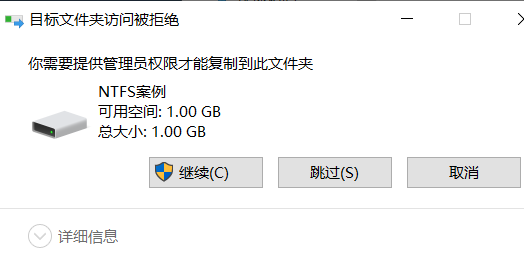 目标文件夹访问被拒绝
你需要提供管理员权限才能复制到此文件夹
NTFS案例
可用空间: 1.00 GB
总大小: 1.00 GB
继续(C)
跳过(S)
取消
详细信息